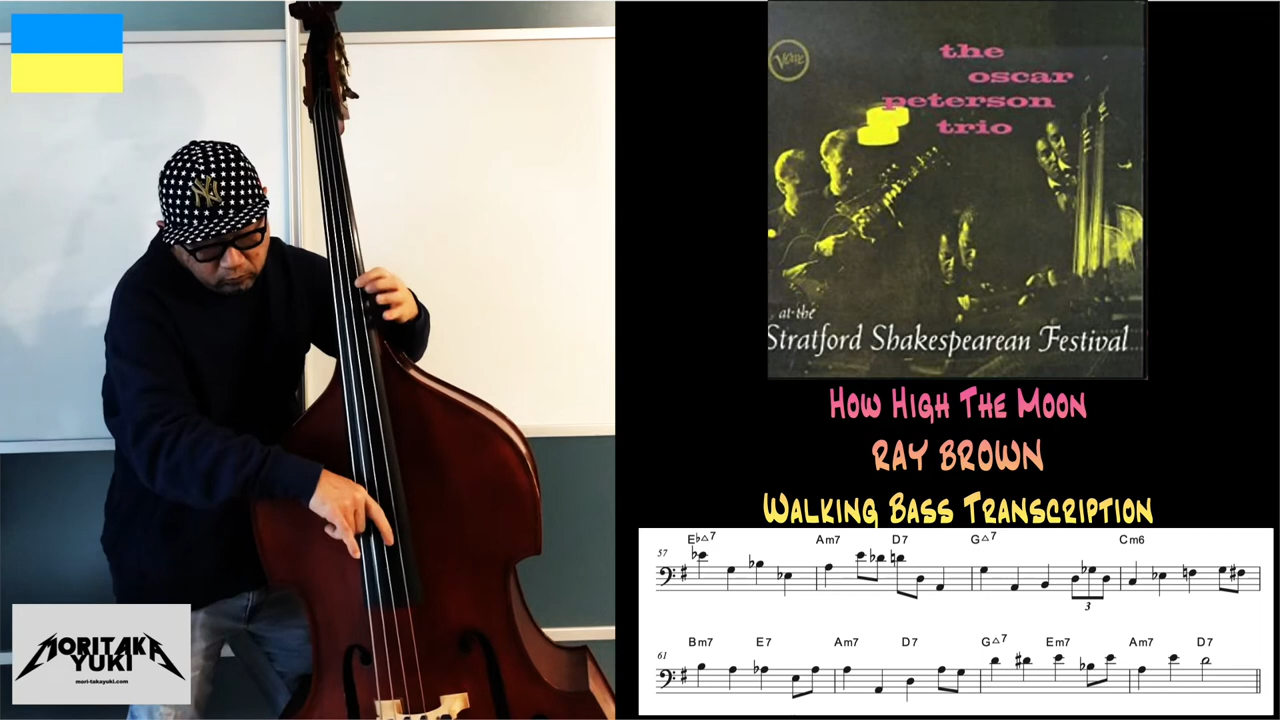 NY
MORITAKA
YUKI
mori-takayuki.com
Verve
the
oscar
peterson
trio
at the
Stratford Shakespearean Festival
How High The Moon
RAY BROWN
Walking Bass Transcription
E♭△7 Am7 D7 G△7 Cm6
57
3
Bm7 E7 Am7 D7 G△7 Em7 Am7 D7
61